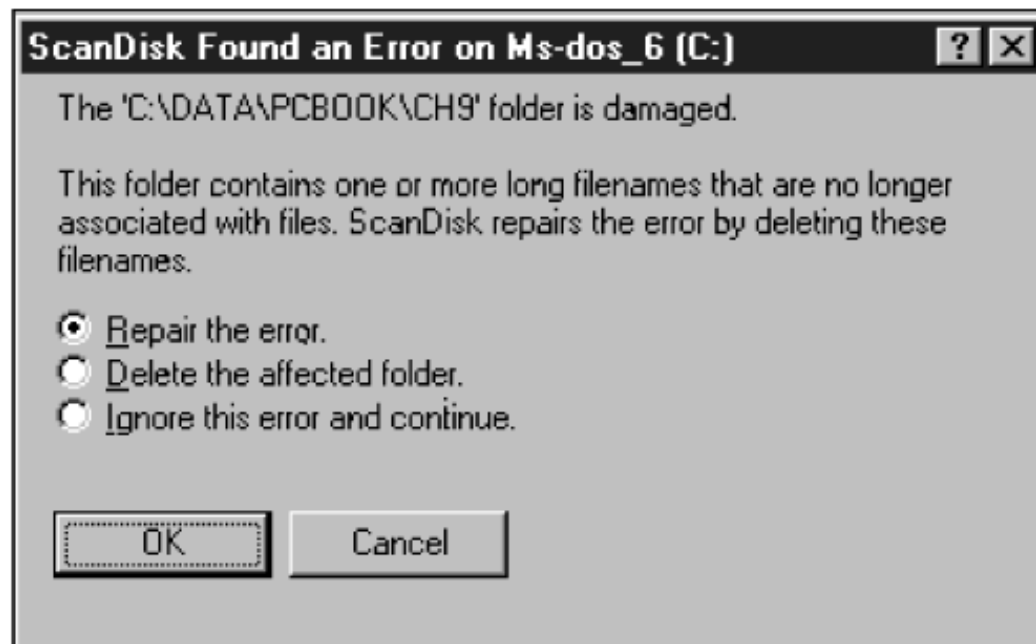 ScanDisk Found an Error on Ms-dos_6 (C:)
The 'C:\DATA\PCBOOK\CH9' folder is damaged.
This folder contains one or more long filenames that are no longer
associated with files. ScanDisk repairs the error by deleting these
filenames.
Repair the error.
Delete the affected folder.
Ignore this error and continue.
OK Cancel